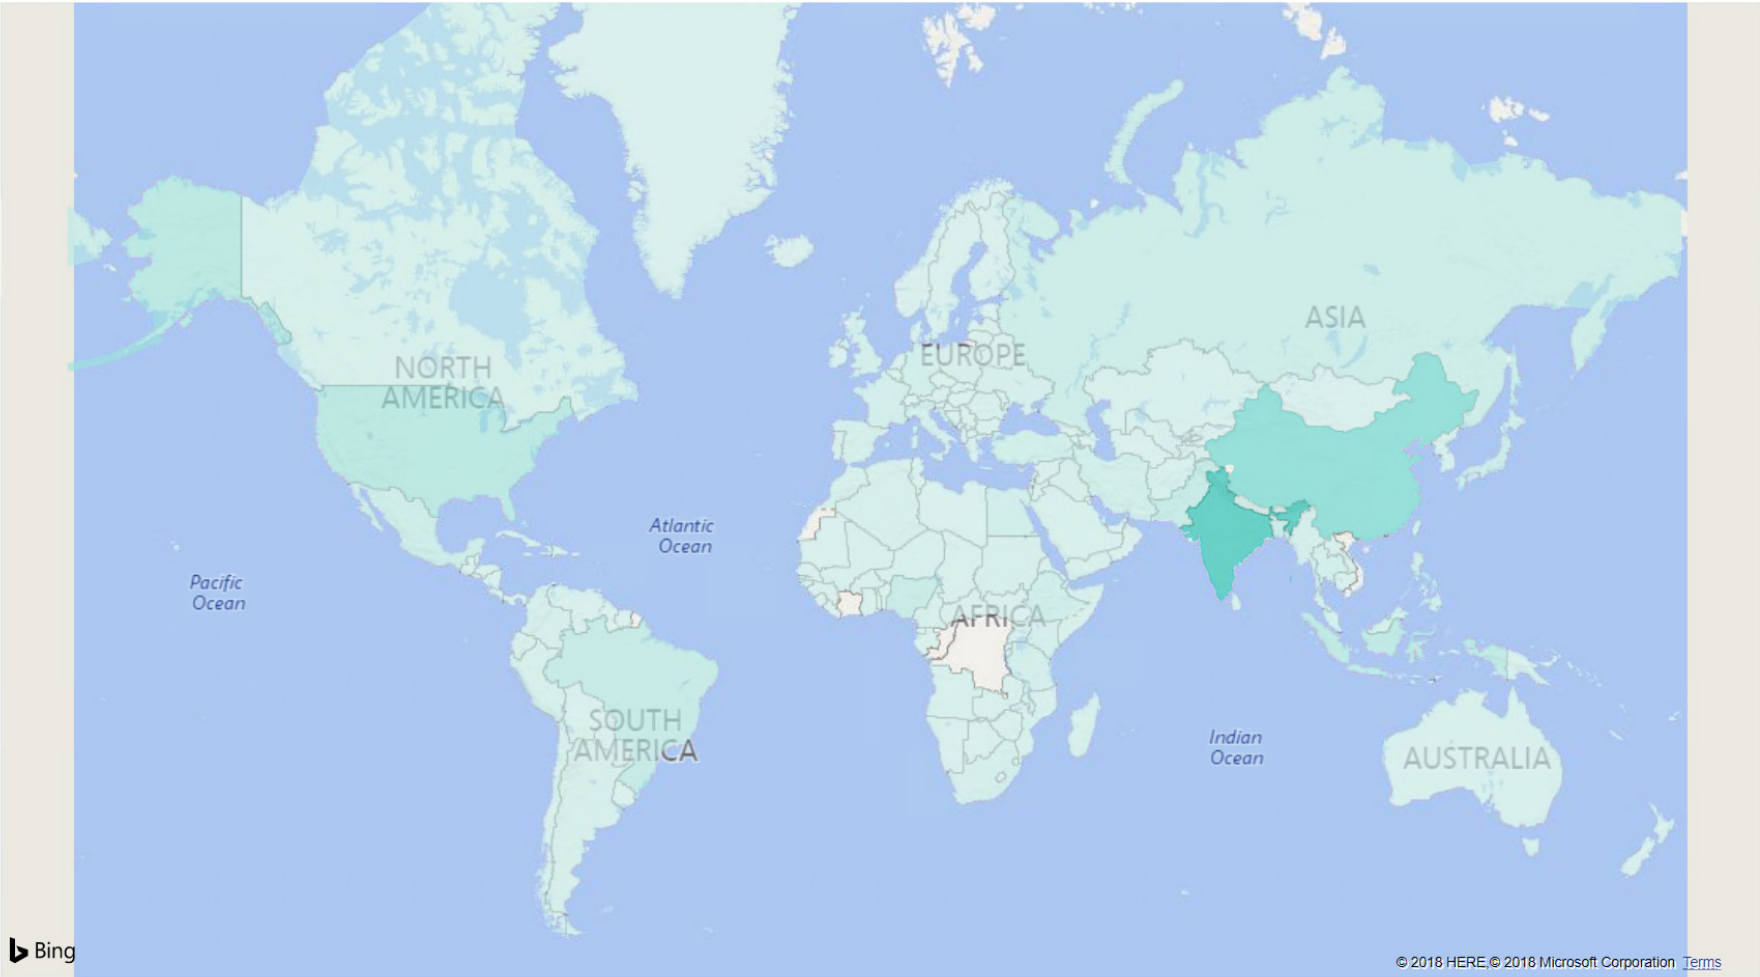 ASIA
NORTH
AMERICA
EUROPE
Atlantic
Ocean
Pacific
Ocean
AFRICA
SOUTH
AMERICA
Indian
Ocean
AUSTRALIA
Bing
© 2018 HERE,© 2018 Microsoft Corporation Terms